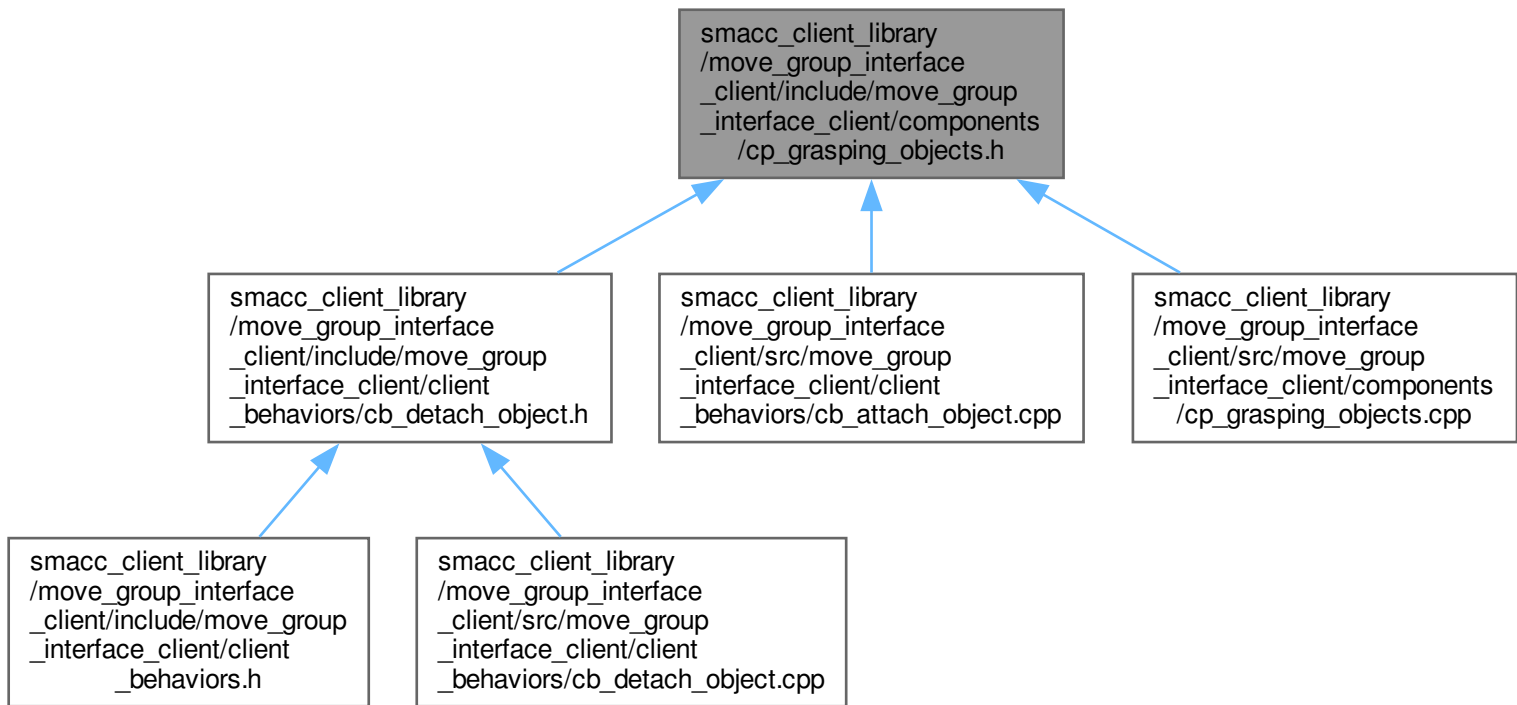 smacc_client_library
/move_group_interface
_client/include/move_group
_interface_client/components
/cp_grasping_objects.h
smacc_client_library
/move_group_interface
_client/include/move_group
_interface_client/client
_behaviors/cb_detach_object.h
smacc_client_library
/move_group_interface
_client/src/move_group
_interface_client/client
_behaviors/cb_attach_object.cpp
smacc_client_library
/move_group_interface
_client/src/move_group
_interface_client/components
/cp_grasping_objects.cpp
smacc_client_library
/move_group_interface
_client/include/move_group
_interface_client/client
_behaviors.h
smacc_client_library
/move_group_interface
_client/src/move_group
_interface_client/client
_behaviors/cb_detach_object.cpp